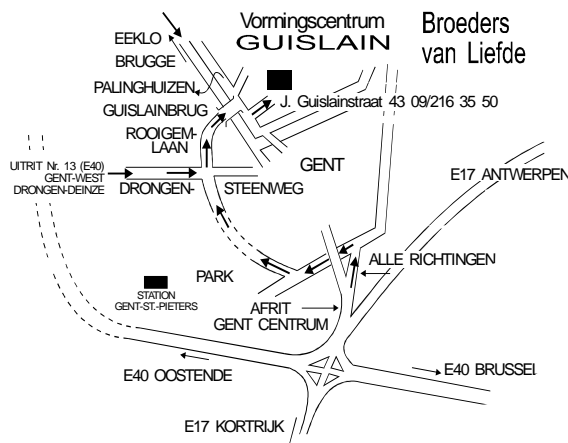 Vormingscentrum
GUISLAIN
Broeders
van Liefde
EEKLO
BRUGGE
PALINGHUIZEN
GUISLAINBRUG
J. Guislainstraat 43 09/216 35 50
ROOIGEM-
LAAN
GENT
UITRIT Nr. 13 (E40)
GENT-WEST
DRONGEN-DEINZE
DRONGEN-
STEENWEG
E17 ANTWERPEN
ALLE RICHTINGEN
PARK
STATION
GENT-ST.-PIETERS
AFRIT
GENT CENTRUM
E40 OOSTENDE
E40 BRUSSEL
E17 KORTRIJK